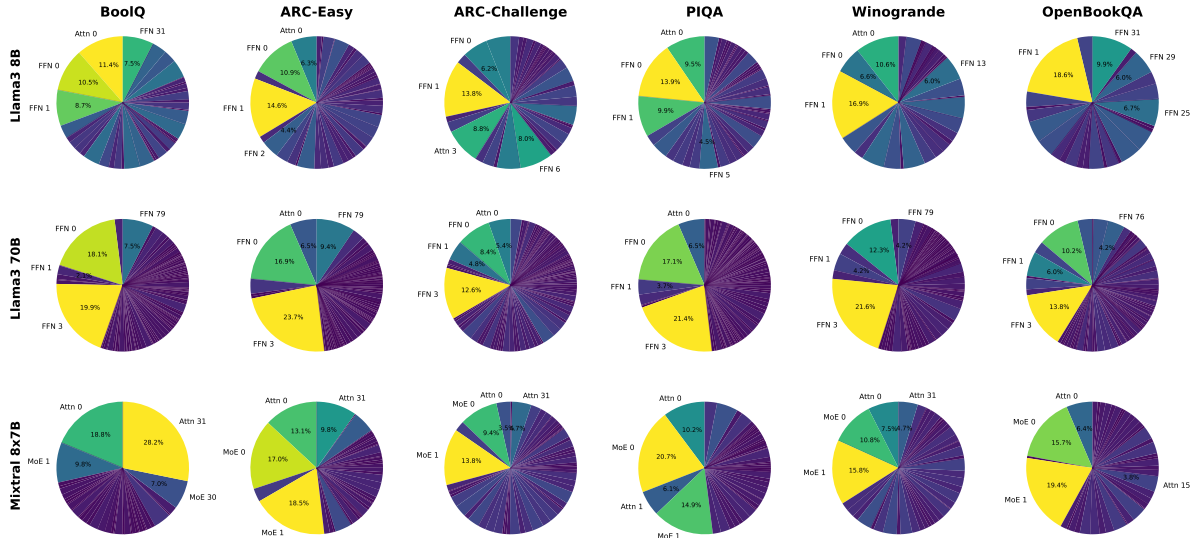 BoolQ ARC-Easy ARC-Challenge PIQA Winogrande OpenBookQA
Llama3 8B
Attn 0 FFN 31 FFN 0 FFN 1 11.4% 7.5% 10.5% 8.7%
Attn 0 FFN 0 FFN 1 FFN 2 6.3% 10.9% 14.6% 4.4%
FFN 0 FFN 1 Attn 3 FFN 6 6.2% 13.8% 8.8% 8.0%
Attn 0 FFN 0 FFN 1 FFN 5 9.5% 13.9% 9.9% 4.5%
Attn 0 FFN 0 FFN 1 FFN 13 10.6% 6.6% 16.9% 6.0%
FFN 31 FFN 29 FFN 1 FFN 25 9.9% 6.0% 18.6% 6.7%
Llama3 70B
FFN 79 FFN 0 FFN 1 FFN 3 7.5% 18.1% 19.9%
Attn 0 FFN 79 FFN 0 FFN 3 6.5% 9.4% 16.9% 23.7%
Attn 0 FFN 0 FFN 1 FFN 3 5.4% 8.4% 4.8% 12.6%
Attn 0 FFN 0 FFN 1 FFN 3 6.5% 17.1% 3.7% 21.4%
FFN 0 FFN 79 FFN 1 FFN 3 12.3% 4.2% 4.2% 21.6%
FFN 0 FFN 76 FFN 1 FFN 3 10.2% 4.2% 6.0% 13.8%
Mixtral 8x7B
Attn 0 Attn 31 MoE 1 MoE 30 18.8% 28.2% 9.8% 7.0%
Attn 0 Attn 31 MoE 0 MoE 1 13.1% 9.8% 17.0% 18.5%
Attn 0 Attn 31 MoE 0 MoE 1 3.5% 4.7% 9.4% 13.8%
Attn 0 MoE 0 Attn 1 MoE 1 10.2% 20.7% 6.1% 14.9%
Attn 0 Attn 31 MoE 0 MoE 1 7.5% 4.7% 10.8% 15.8%
Attn 0 MoE 0 MoE 1 Attn 15 6.4% 15.7% 19.4% 3.8%